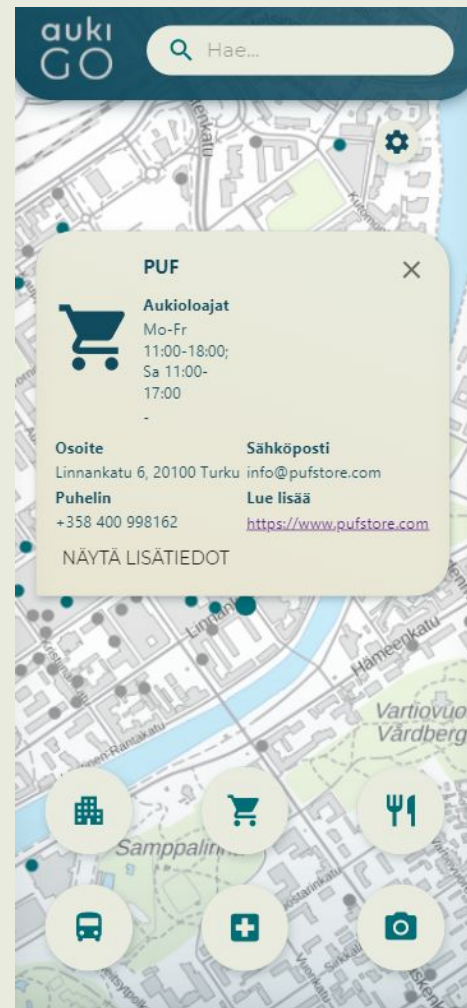 auki
GO
Hae...
PUF
Aukioloajat
Mo-Fr
11:00-18:00;
Sa 11:00-
17:00
-
Osoite
Sähköposti
Linnankatu 6, 20100 Turku
info@pufstore.com
Puhelin
Lue lisää
+358 400 998162
https://www.pufstore.com
NÄYTÄ LISÄTIEDOT
Hämeenkatu
Vartiovuo
Vårdberg